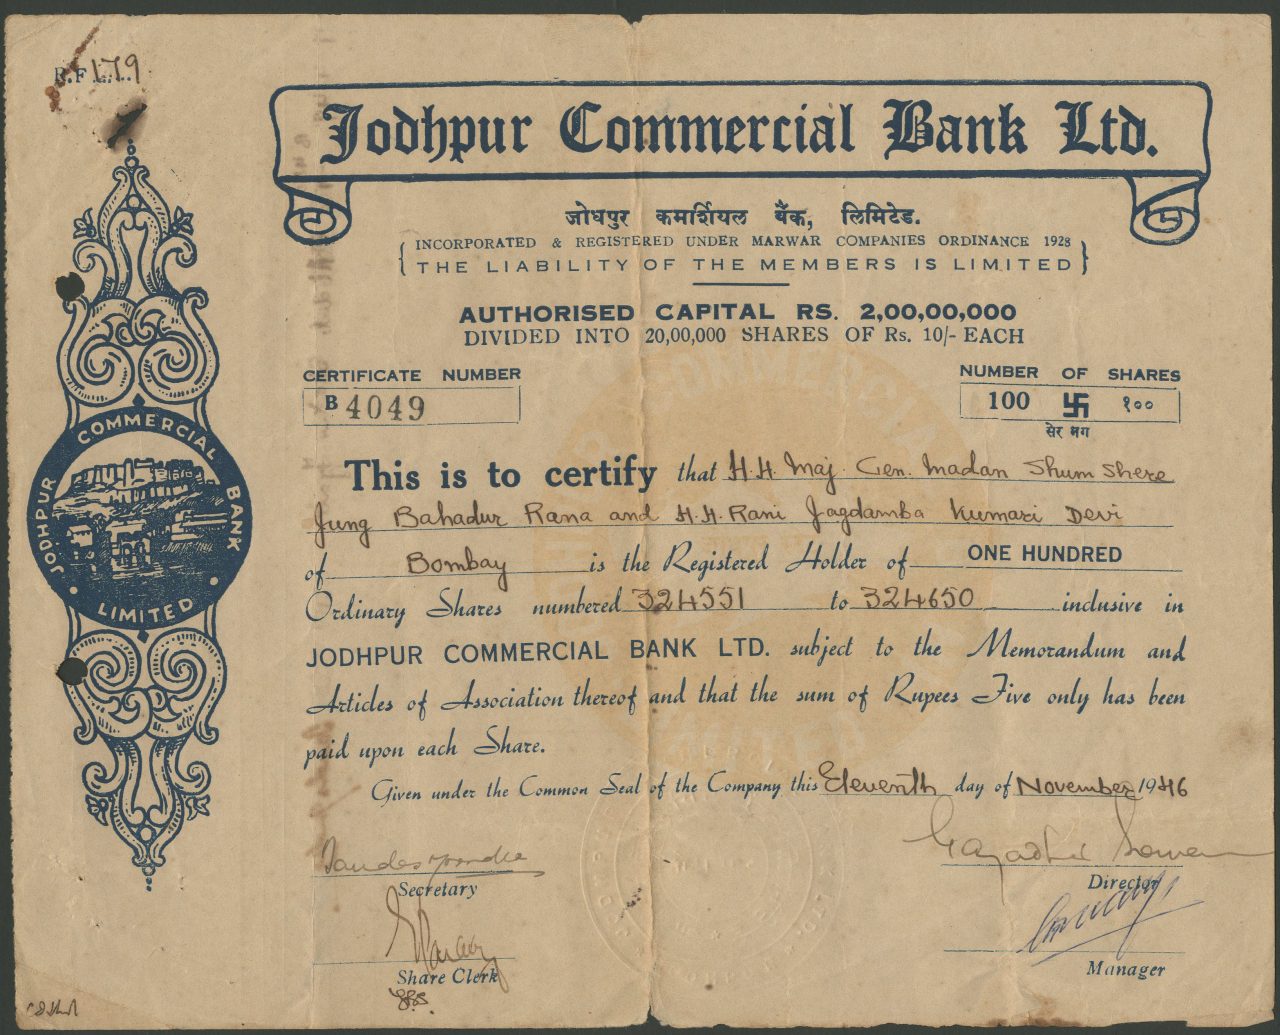 R.F L.T.9
Jodhpur Commercial Bank Ltd.
जोधपुर कमार्शियल बैंक, लिमिटेड.
INCORPORATED & REGISTERED UNDER MARWAR COMPANIES ORDINANCE 1928
THE LIABILITY OF THE MEMBERS IS LIMITED
AUTHORISED CAPITAL RS. 2,00,00,000
DIVIDED INTO 20,00,000 SHARES OF Rs. 10/- EACH
CERTIFICATE NUMBER
B 4049
NUMBER OF SHARES
100 卐 १००
सेर मग
JODHPUR COMMERCIAL BANK
LIMITED
This is to certify that H.H. Maj. Gen. Madan Shum Shere
Jung Bahadur Rana and H.H. Rani Jagdamba Kumari Devi
of Bombay is the Registered Holder of ONE HUNDRED
Ordinary Shares numbered 324551 to 324650 inclusive in
JODHPUR COMMERCIAL BANK LTD. subject to the Memorandum and
Articles of Association thereof and that the sum of Rupees Five only has been
paid upon each Share.
Given under the Common Seal of the Company this Eleventh day of November 1946
Secretary
Director
Share Clerk
Manager